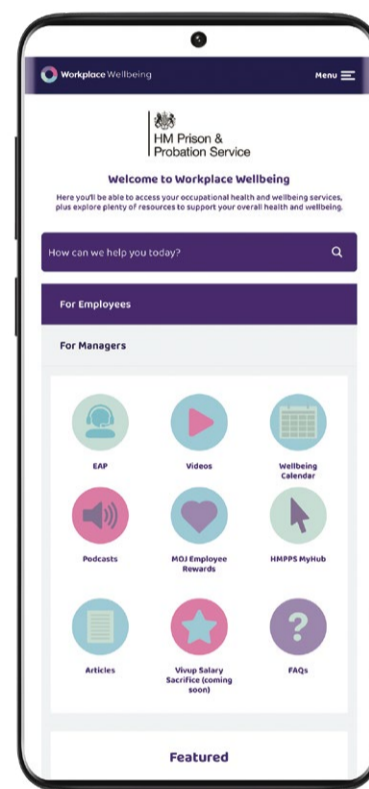 Workplace Wellbeing
Menu
HM Prison &
Probation Service
Welcome to Workplace Wellbeing
Here you'll be able to access your occupational health and wellbeing services,
plus explore plenty of resources to support your overall health and wellbeing.
How can we help you today?
For Employees
For Managers
EAP
Videos
Wellbeing
Calendar
Podcasts
MOJ Employee
Rewards
HMPPS MyHub
Articles
Vivup Salary
Sacrifice (coming
soon)
?
FAQs
Featured